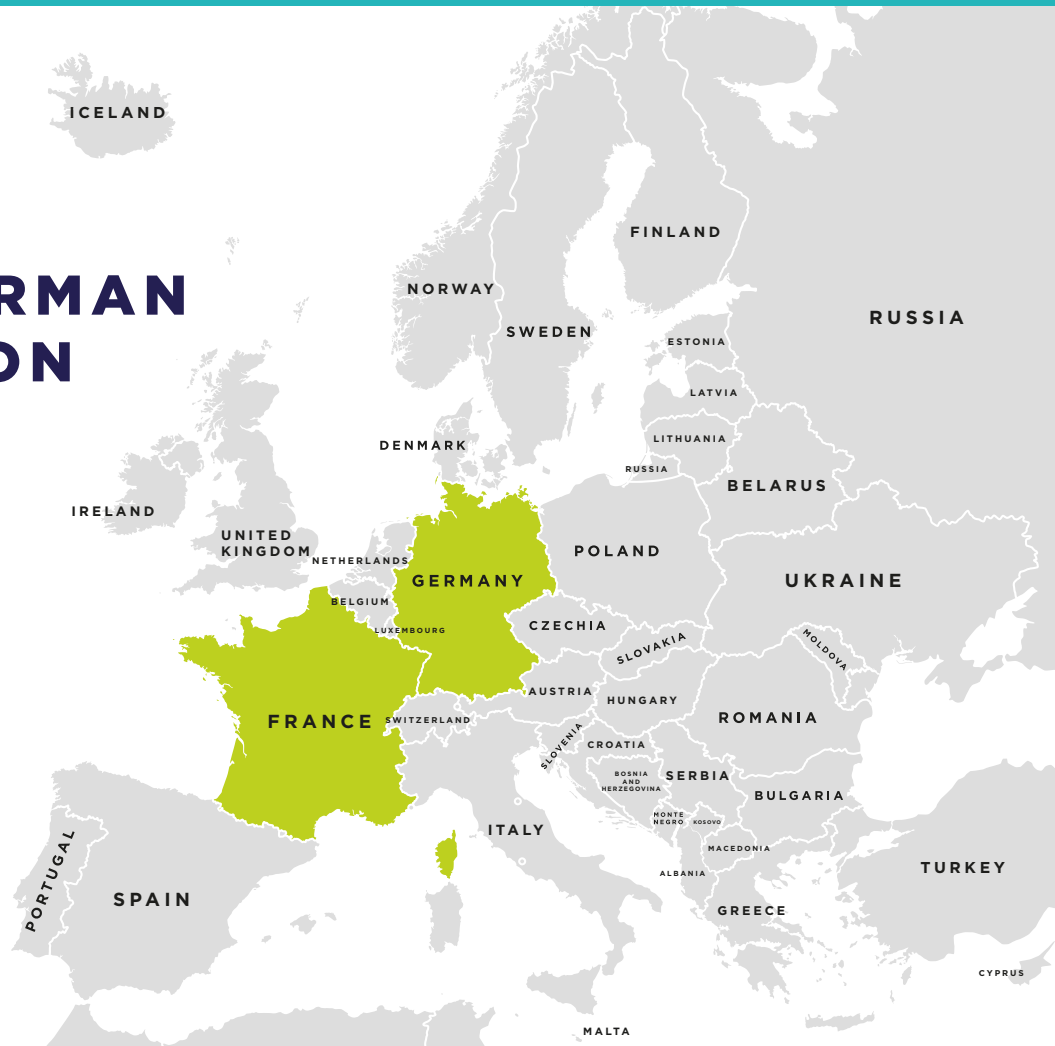 ICELAND
RMAN
ON
FINLAND
NORWAY
RUSSIA
SWEDEN
ESTONIA
LATVIA
LITHUANIA
DENMARK
RUSSIA
BELARUS
IRELAND
UNITED
KINGDOM
NETHERLANDS
POLAND
GERMANY
UKRAINE
BELGIUM
LUXEMBOURG
CZECHIA
SLOVAKIA
MOLDOVA
AUSTRIA
HUNGARY
FRANCE
SWITZERLAND
ROMANIA
SLOVENIA
CROATIA
BOSNIA
AND
HERZEGOVINA
SERBIA
BULGARIA
MONTE
NEGRO
KOSOVO
ITALY
MACEDONIA
PORTUGAL
SPAIN
ALBANIA
TURKEY
GREECE
CYPRUS
MALTA